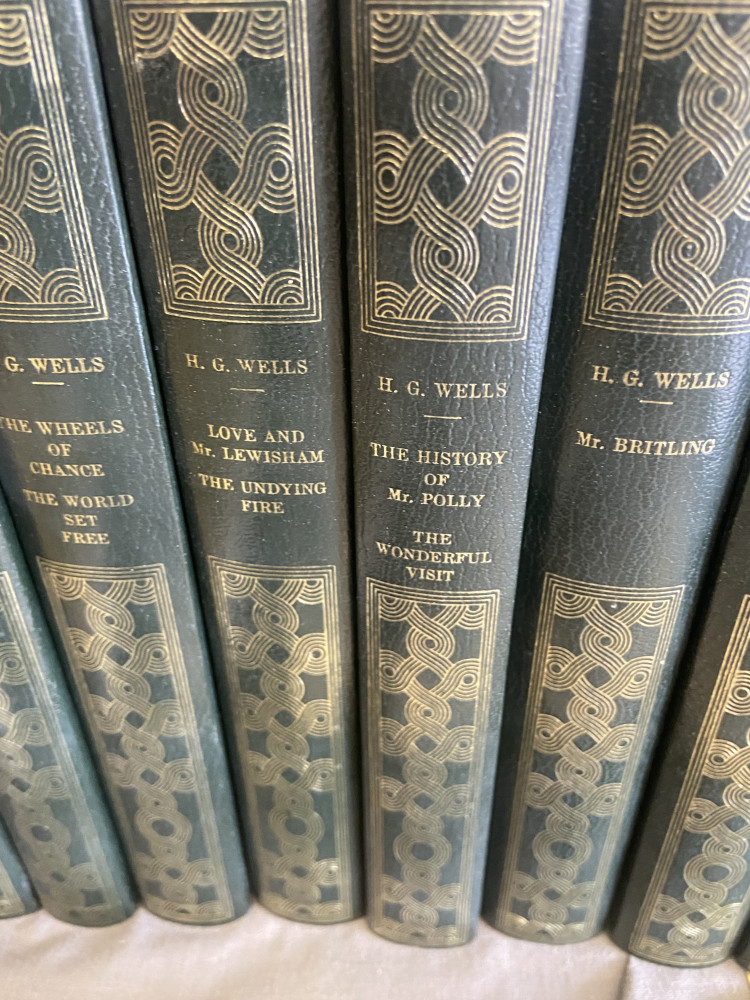 G. WELLS
THE WHEELS
OF
CHANCE
THE WORLD
SET
FREE
H. G. WELLS
LOVE AND
Mr. LEWISHAM
THE UNDYING
FIRE
H. G. WELLS
THE HISTORY
OF
Mr. POLLY
THE
WONDERFUL
VISIT
H. G. WELLS
Mr. BRITLING